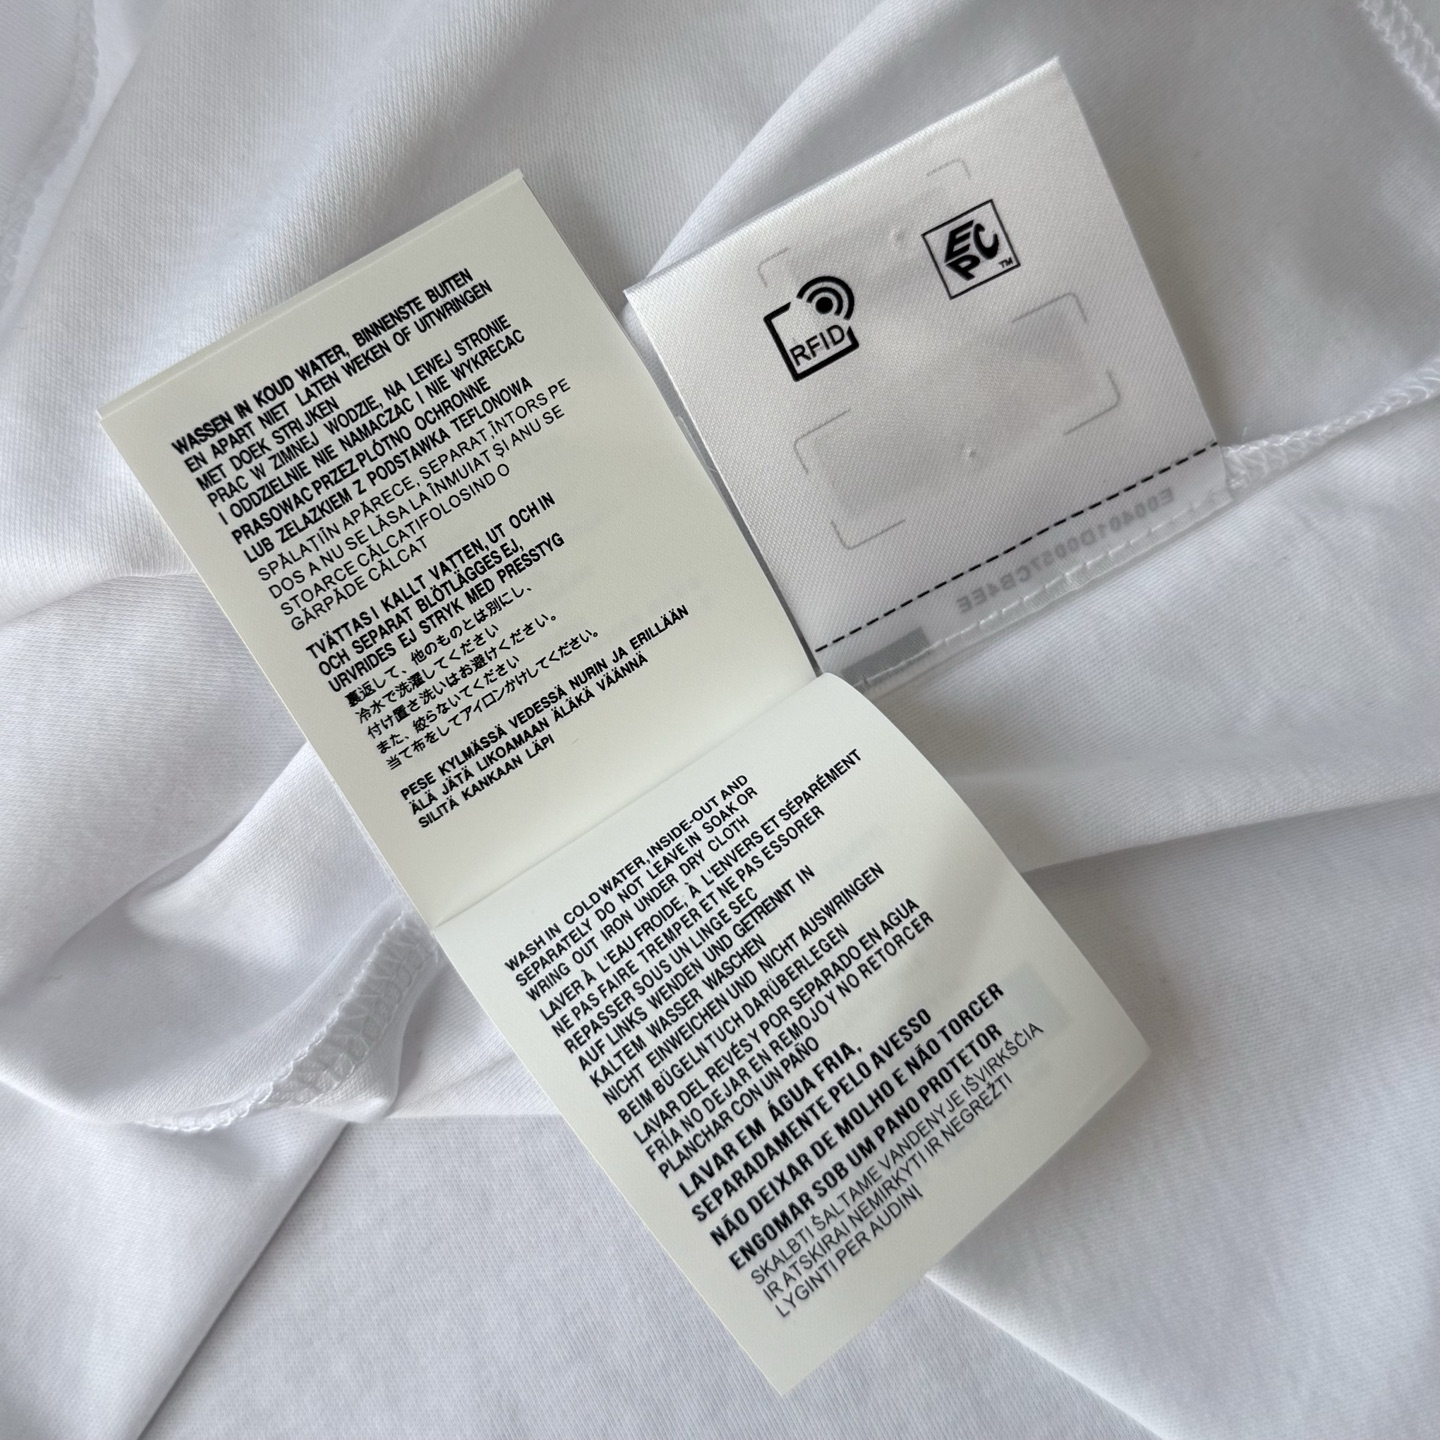 WASSEN IN KOUD WATER, BINNENSTE BUITEN
EN APART NIET LATEN WEKEN OF UITWRINGEN
MET DOEK STRIJKEN
PRAC W ZIMNEJ WODZIE, NA LEWEJ STRONIE
I ODDZIELNIE NIE NAMACZAC I NIE WYKRECAC
PRASOWAC PRZEZ PLÓTNO OCHRONNE
LUB ZELAZKIEM Z PODSTAWKA TEFLONOWA
SPĂLAȚI ÎN APĂ RECE, SEPARAT, ÎNTORS PE
DOS A NU SE LĂSA LA ÎNMUIAT ȘI A NU SE
STOARCE CĂLCAȚI FOLOSIND O
CÂRPĂ DE CĂLCAT
TVÄTTAS I KALLT VATTEN, UT OCH IN
OCH SEPARAT BLÖTLÄGGES EJ,
URVRIDES EJ STRYK MED PRESSTYG
裏返して、他のものとは別にし、
冷水で洗濯してください
付け置き洗いはお避けください。
また、絞らないでください
当て布をしてアイロンかけしてください。
PESE KYLMÄSSÄ VEDESSÄ NURIN JA ERILLÄÄN
ÄLÄ JÄTÄ LIKOAMAAN ÄLÄKÄ VÄÄNNÄ
SILITÄ KANKAAN LÄPI
WASH IN COLD WATER, INSIDE-OUT AND
SEPARATELY DO NOT LEAVE IN SOAK OR
WRING OUT IRON UNDER DRY CLOTH
LAVER À L'EAU FROIDE, À L'ENVERS ET SÉPARÉMENT
NE PAS FAIRE TREMPER ET NE PAS ESSORER
REPASSER SOUS UN LINGE SEC
AUF LINKS WENDEN UND GETRENNT IN
KALTEM WASSER WASCHEN
NICHT EINWEICHEN UND NICHT AUSWRINGEN
BEIM BÜGELN TUCH DARÜBERLEGEN
LAVAR DEL REVÉS Y POR SEPARADO EN AGUA
FRÍA NO DEJAR EN REMOJO Y NO RETORCER
PLANCHAR CON UN PAÑO
LAVAR EM ÁGUA FRIA,
SEPARADAMENTE PELO AVESSO
NÃO DEIXAR DE MOLHO E NÃO TORCER
ENGOMAR SOB UM PANO PROTETOR
SKALBTI ŠALTAME VANDENYJE IŠVIRKŠČIA
IR ATSKIRAI NEMIRKYTI IR NEGRĘŽTI
LYGINTI PER AUDINĮ
RFID
EPC™
E00401D0057CB4EE